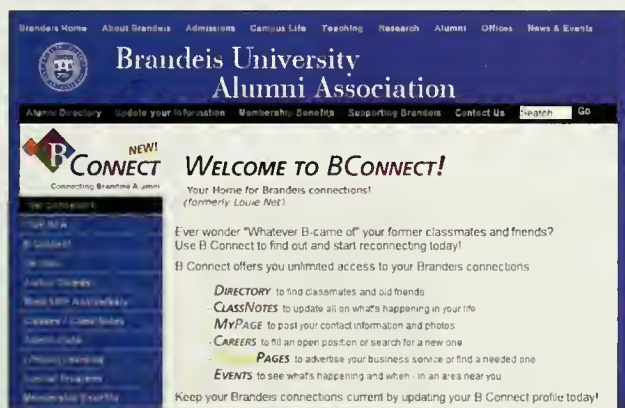 Brandeis Home About Brandeis Admissions Campus Life Teaching Research Alumni Offices News & Events
Brandeis University
Alumni Association
Alumni Directory Update your Information Membership Benefits Supporting Brandeis Contact Us Search Go
NEW!
BCONNECT
Connecting Brandeis Alumni
WELCOME TO BCONNECT!
Your Home for Brandeis connections!
(formerly Louie Net)
Ever wonder "Whatever B-came of" your former classmates and friends?
Use B Connect to find out and start reconnecting today!
B Connect offers you unlimited access to your Brandeis connections
DIRECTORY to find classmates and old friends
- CLASSNOTES to update all on what's happening in your life
MYPAGE to post your contact information and photos
- CAREERS to fill an open position or search for a new one
- PAGES to advertise your business service or find a needed one
EVENTS to see what's happening and when - in an area near you
Keep your Brandeis connections current by updating your B Connect profile today!